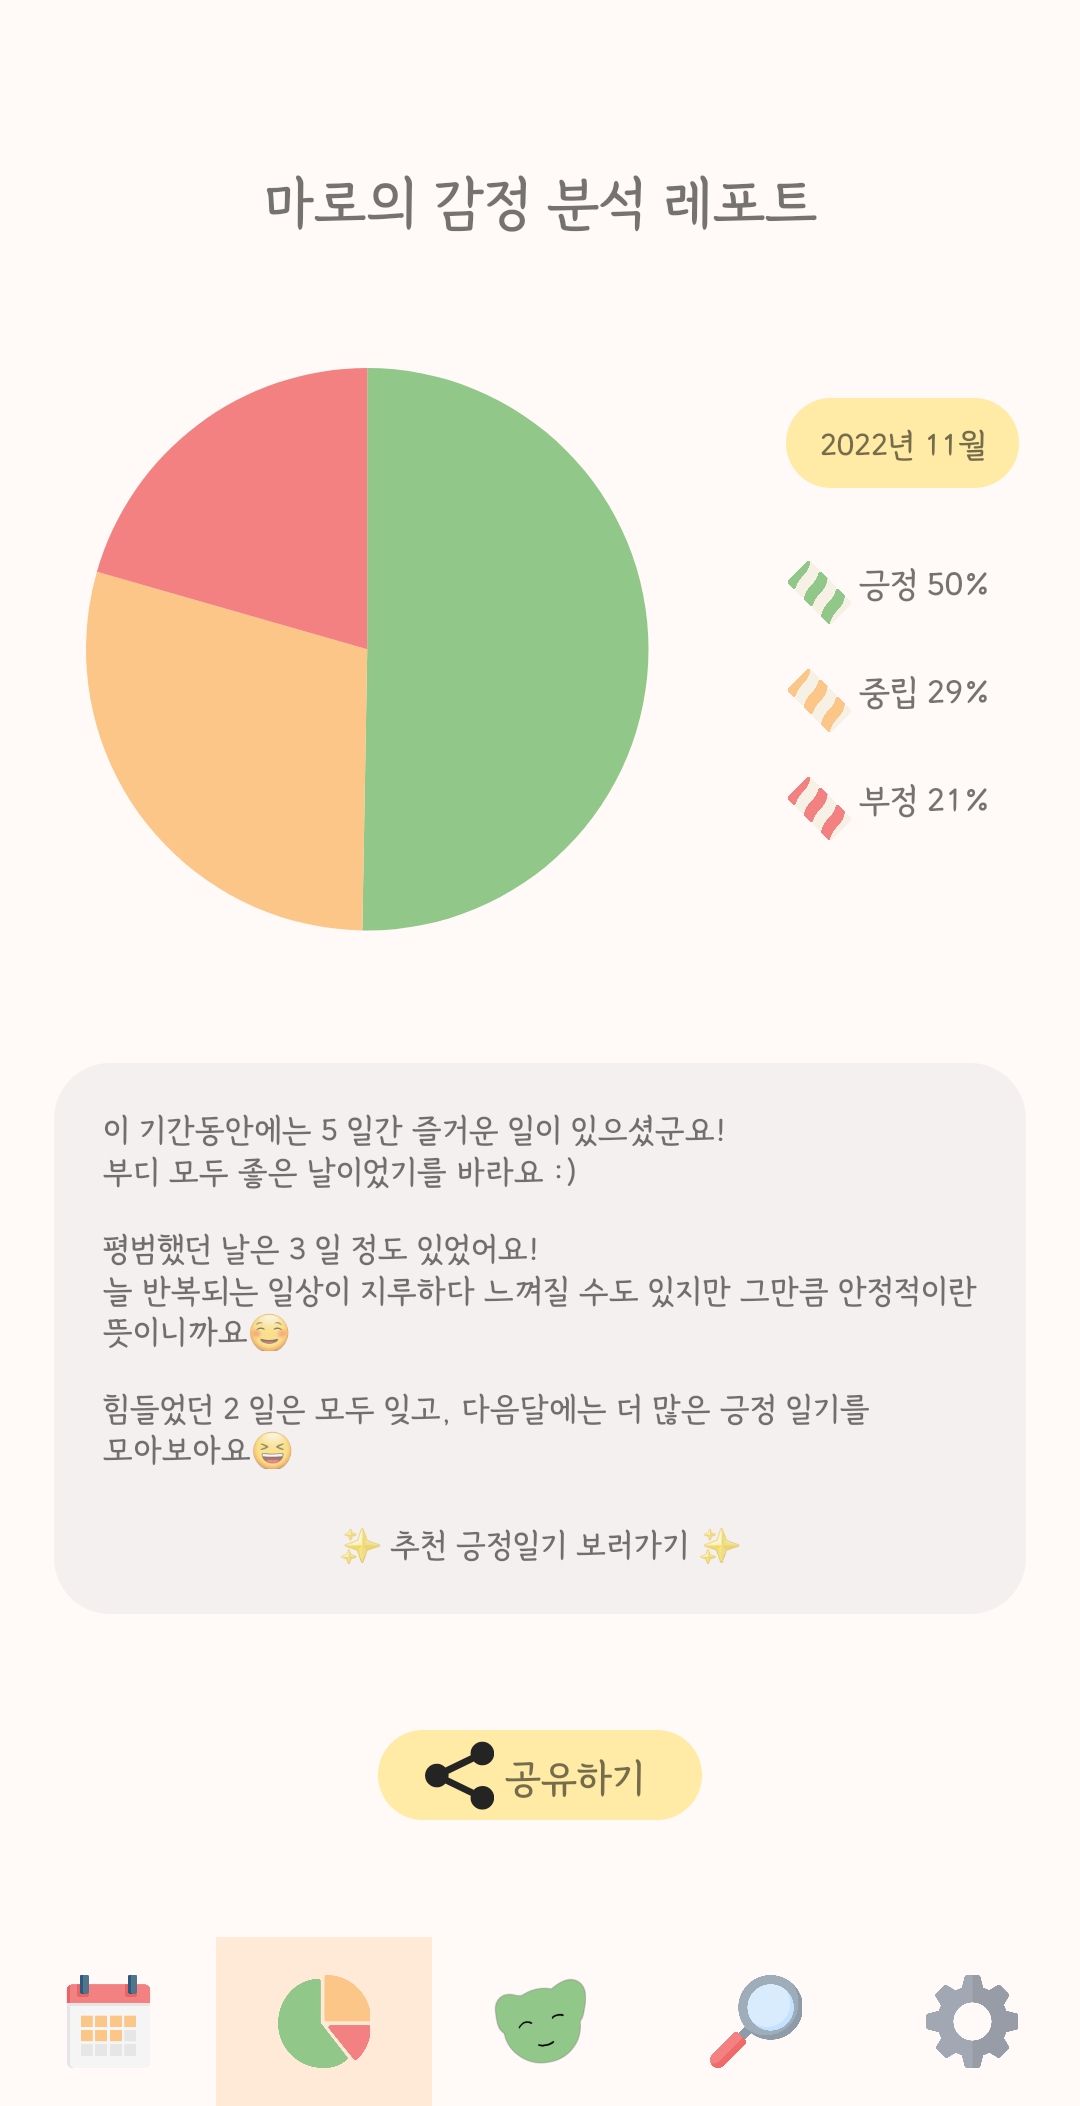 마로의 감정 분석 레포트
2022년 11월
긍정 50%
중립 29%
부정 21%
이 기간동안에는 5 일간 즐거운 일이 있으셨군요!
부디 모두 좋은 날이었기를 바라요 :)
평범했던 날은 3 일 정도 있었어요!
늘 반복되는 일상이 지루하다 느껴질 수도 있지만 그만큼 안정적이란
뜻이니까요😊
힘들었던 2 일은 모두 잊고, 다음달에는 더 많은 긍정 일기를
모아보아요😆
✨ 추천 긍정일기 보러가기 ✨
공유하기